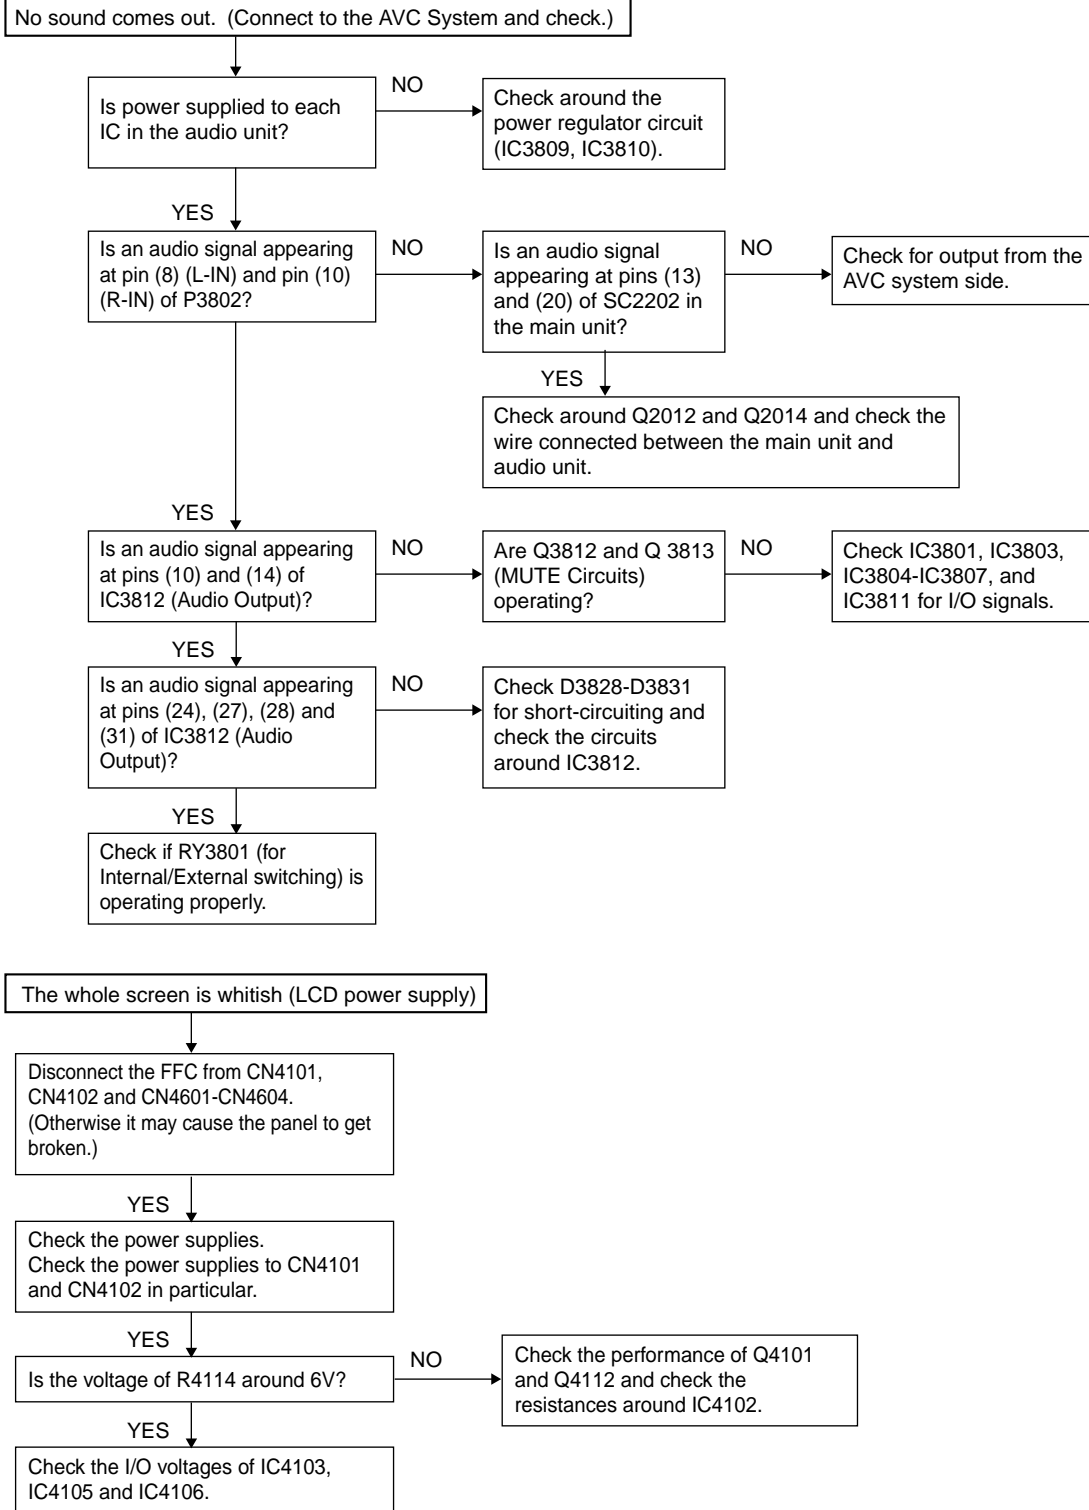 No sound comes out.  (Connect to the AVC System and check.)
Is power supplied to each
IC in the audio unit?
NO
Check around the
power regulator circuit
(IC3809, IC3810).
YES
Is an audio signal appearing
at pin (8) (L-IN) and pin (10)
(R-IN) of P3802?
NO
Is an audio signal
appearing at pins (13)
and (20) of SC2202 in
the main unit?
NO
Check for output from the
AVC system side.
YES
Check around Q2012 and Q2014 and check the
wire connected between the main unit and
audio unit.
YES
Is an audio signal appearing
at pins (10) and (14) of
IC3812 (Audio Output)?
NO
Are Q3812 and Q 3813
(MUTE Circuits)
operating?
NO
Check IC3801, IC3803,
IC3804-IC3807, and
IC3811 for I/O signals.
YES
Is an audio signal appearing
at pins (24), (27), (28) and
(31) of IC3812 (Audio
Output)?
NO
Check D3828-D3831
for short-circuiting and
check the circuits
around IC3812.
YES
Check if RY3801 (for
Internal/External switching) is
operating properly.
The whole screen is whitish (LCD power supply)
Disconnect the FFC from CN4101,
CN4102 and CN4601-CN4604.
(Otherwise it may cause the panel to get
broken.)
YES
Check the power supplies.
Check the power supplies to CN4101
and CN4102 in particular.
YES
Is the voltage of R4114 around 6V?
NO
Check the performance of Q4101
and Q4112 and check the
resistances around IC4102.
YES
Check the I/O voltages of IC4103,
IC4105 and IC4106.